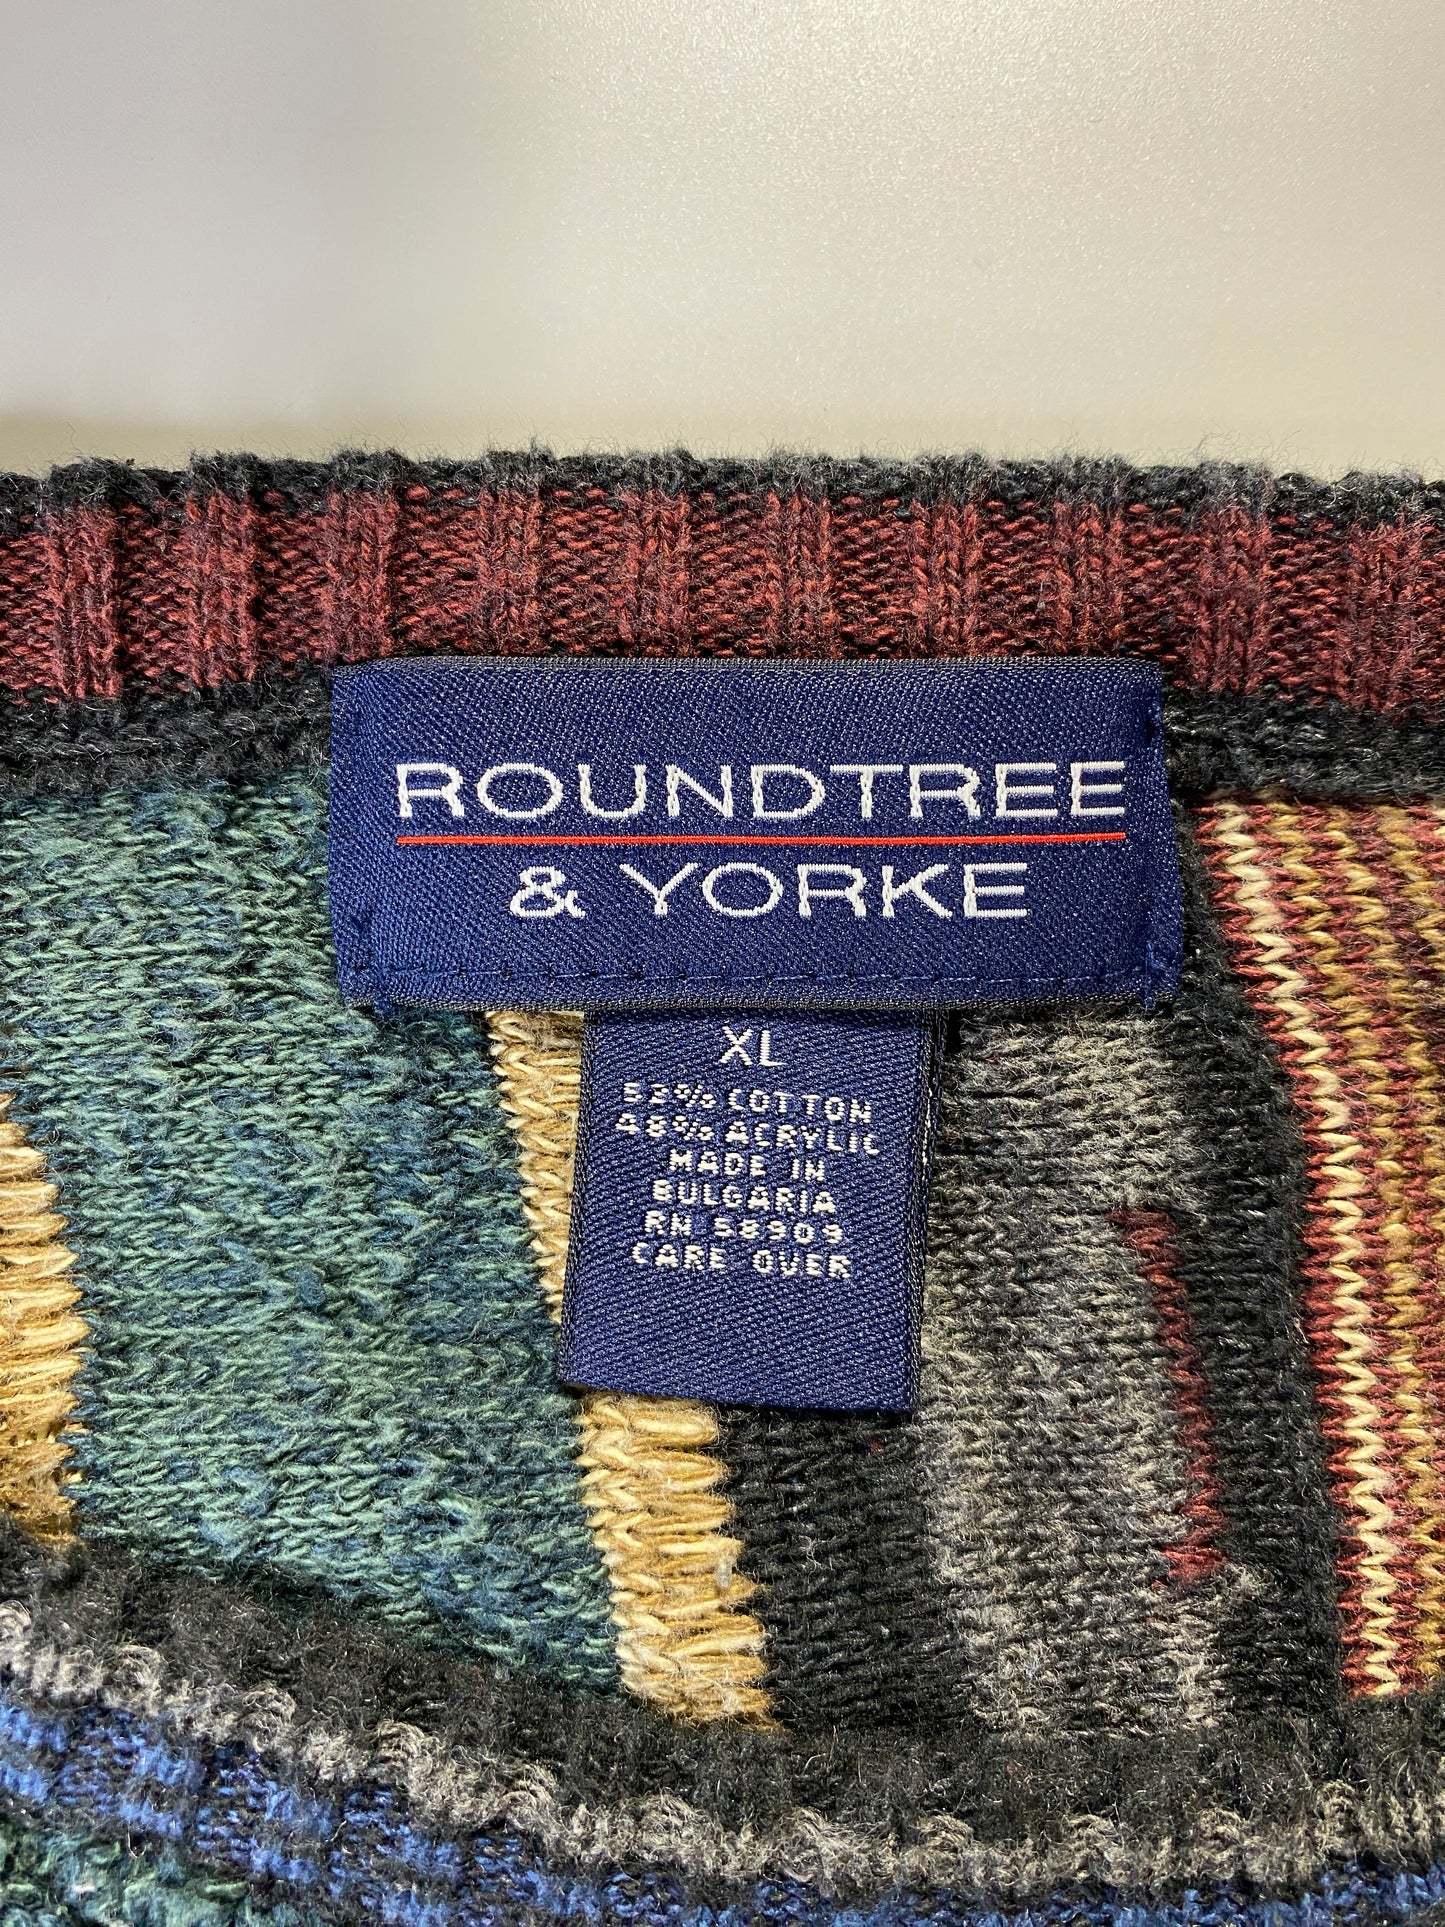 ROUNDTREE
& YORKE
XL
52% COTTON
48% ACRYLIC
MADE IN
BULGARIA
RN 58909
CARE OVER